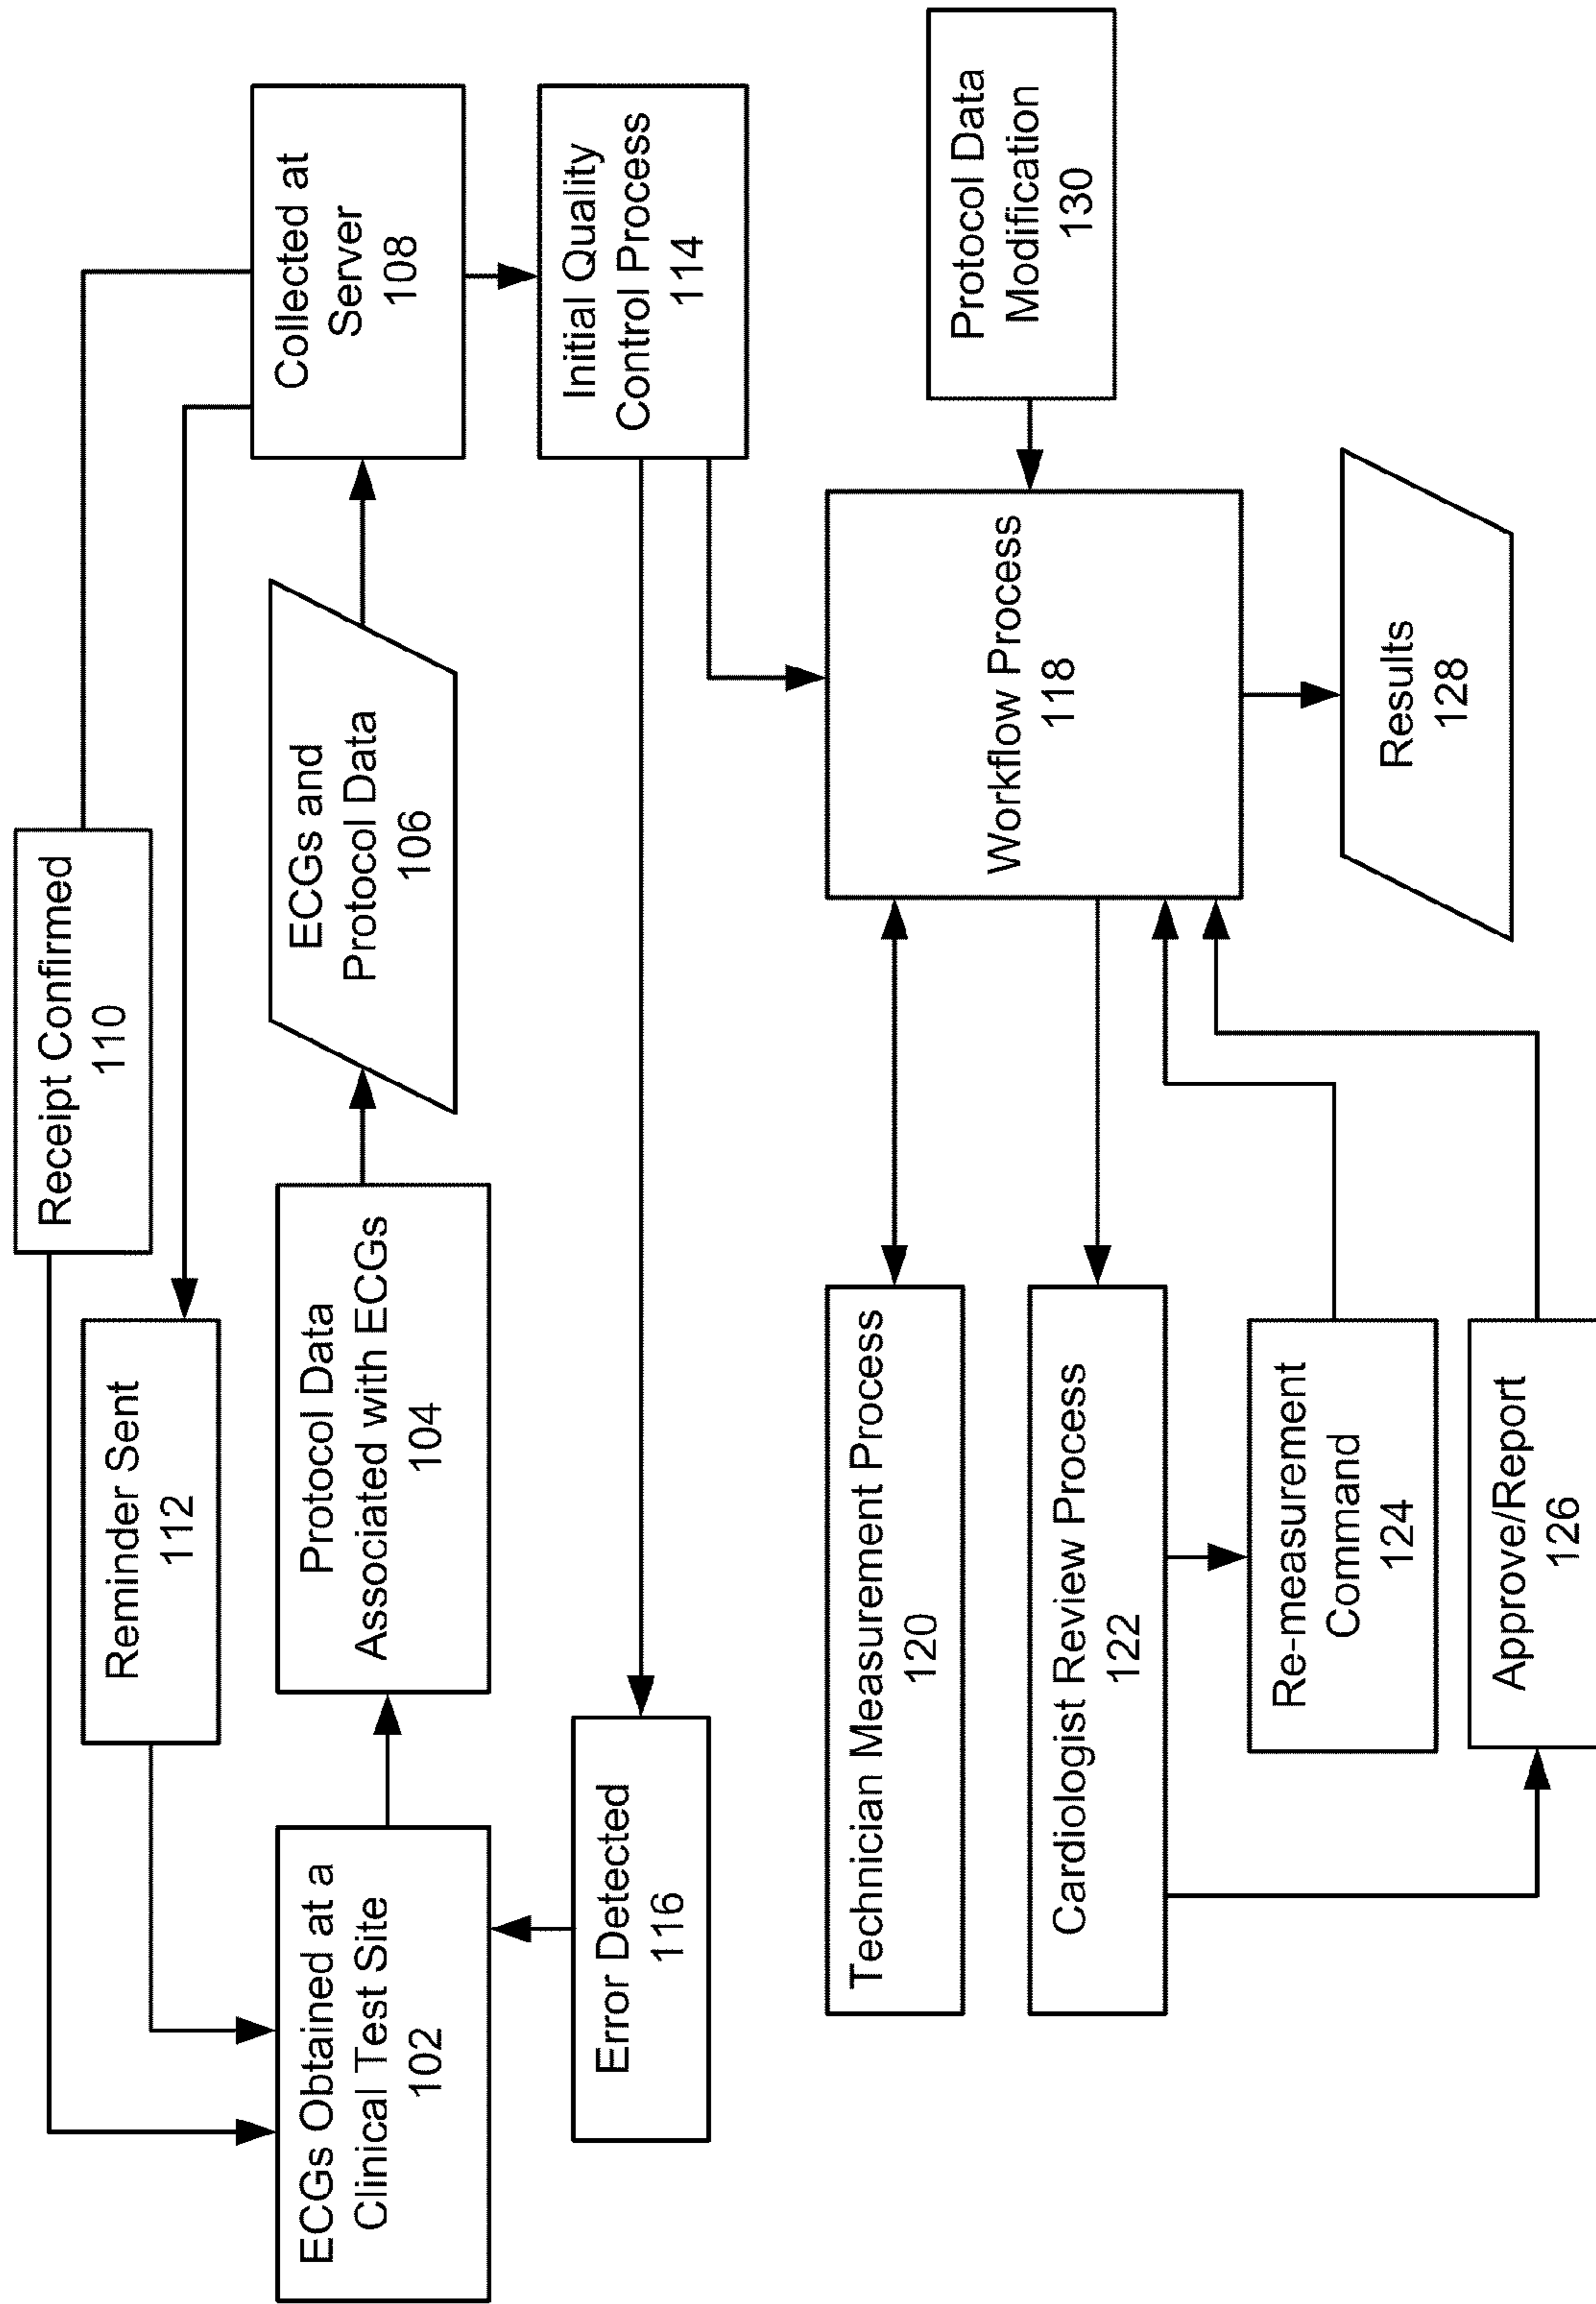 Receipt Confirmed
110
Reminder Sent
112
ECGs Obtained at a
Clinical Test Site
102
Protocol Data
Associated with ECGs
104
ECGs and
Protocol Data
106
Collected at
Server
108
Error Detected
116
Initial Quality
Control Process
114
Technician Measurement Process
120
Cardiologist Review Process
122
Workflow Process
118
Protocol Data
Modification
130
Re-measurement
Command
124
Approve/Report
126
Results
128